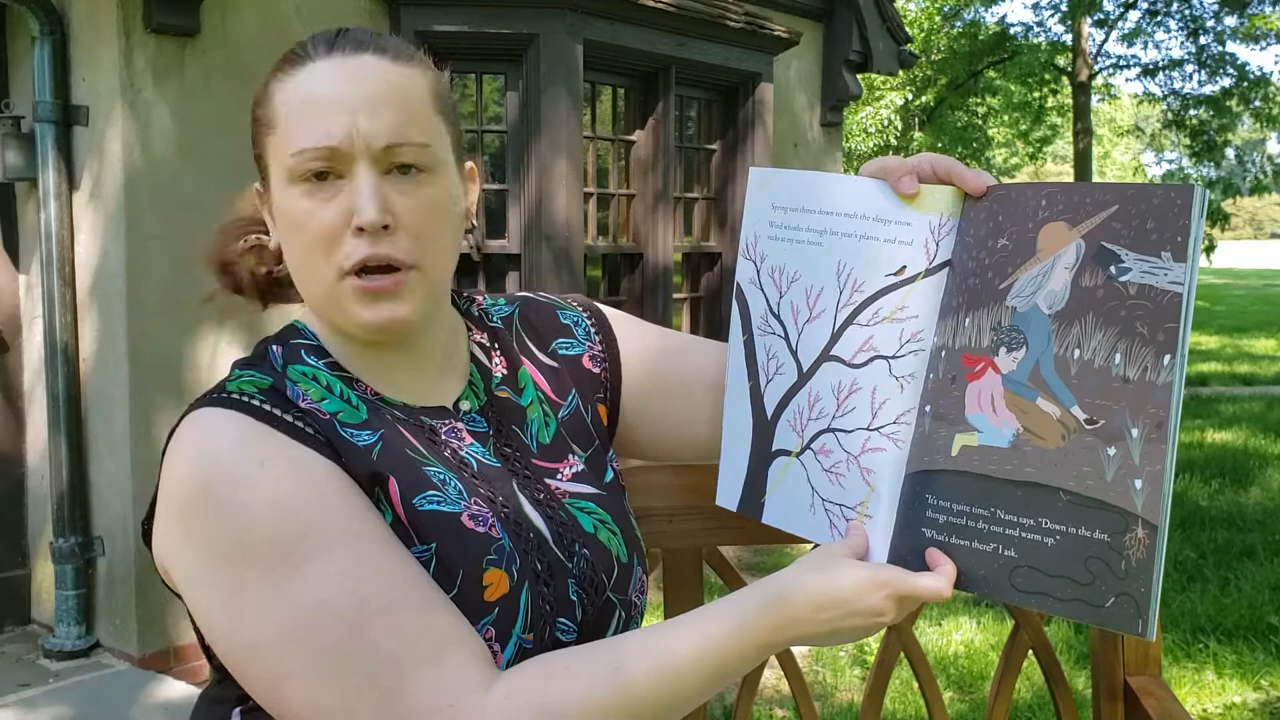 Spring sun shines down to melt the sleepy snow.
Wind whistles through last year's plants, and mud
sucks at my rain boots.
"It's not quite time," Nana says. "Down in the dirt,
things need to dry out and warm up."
"What's down there?" I ask.